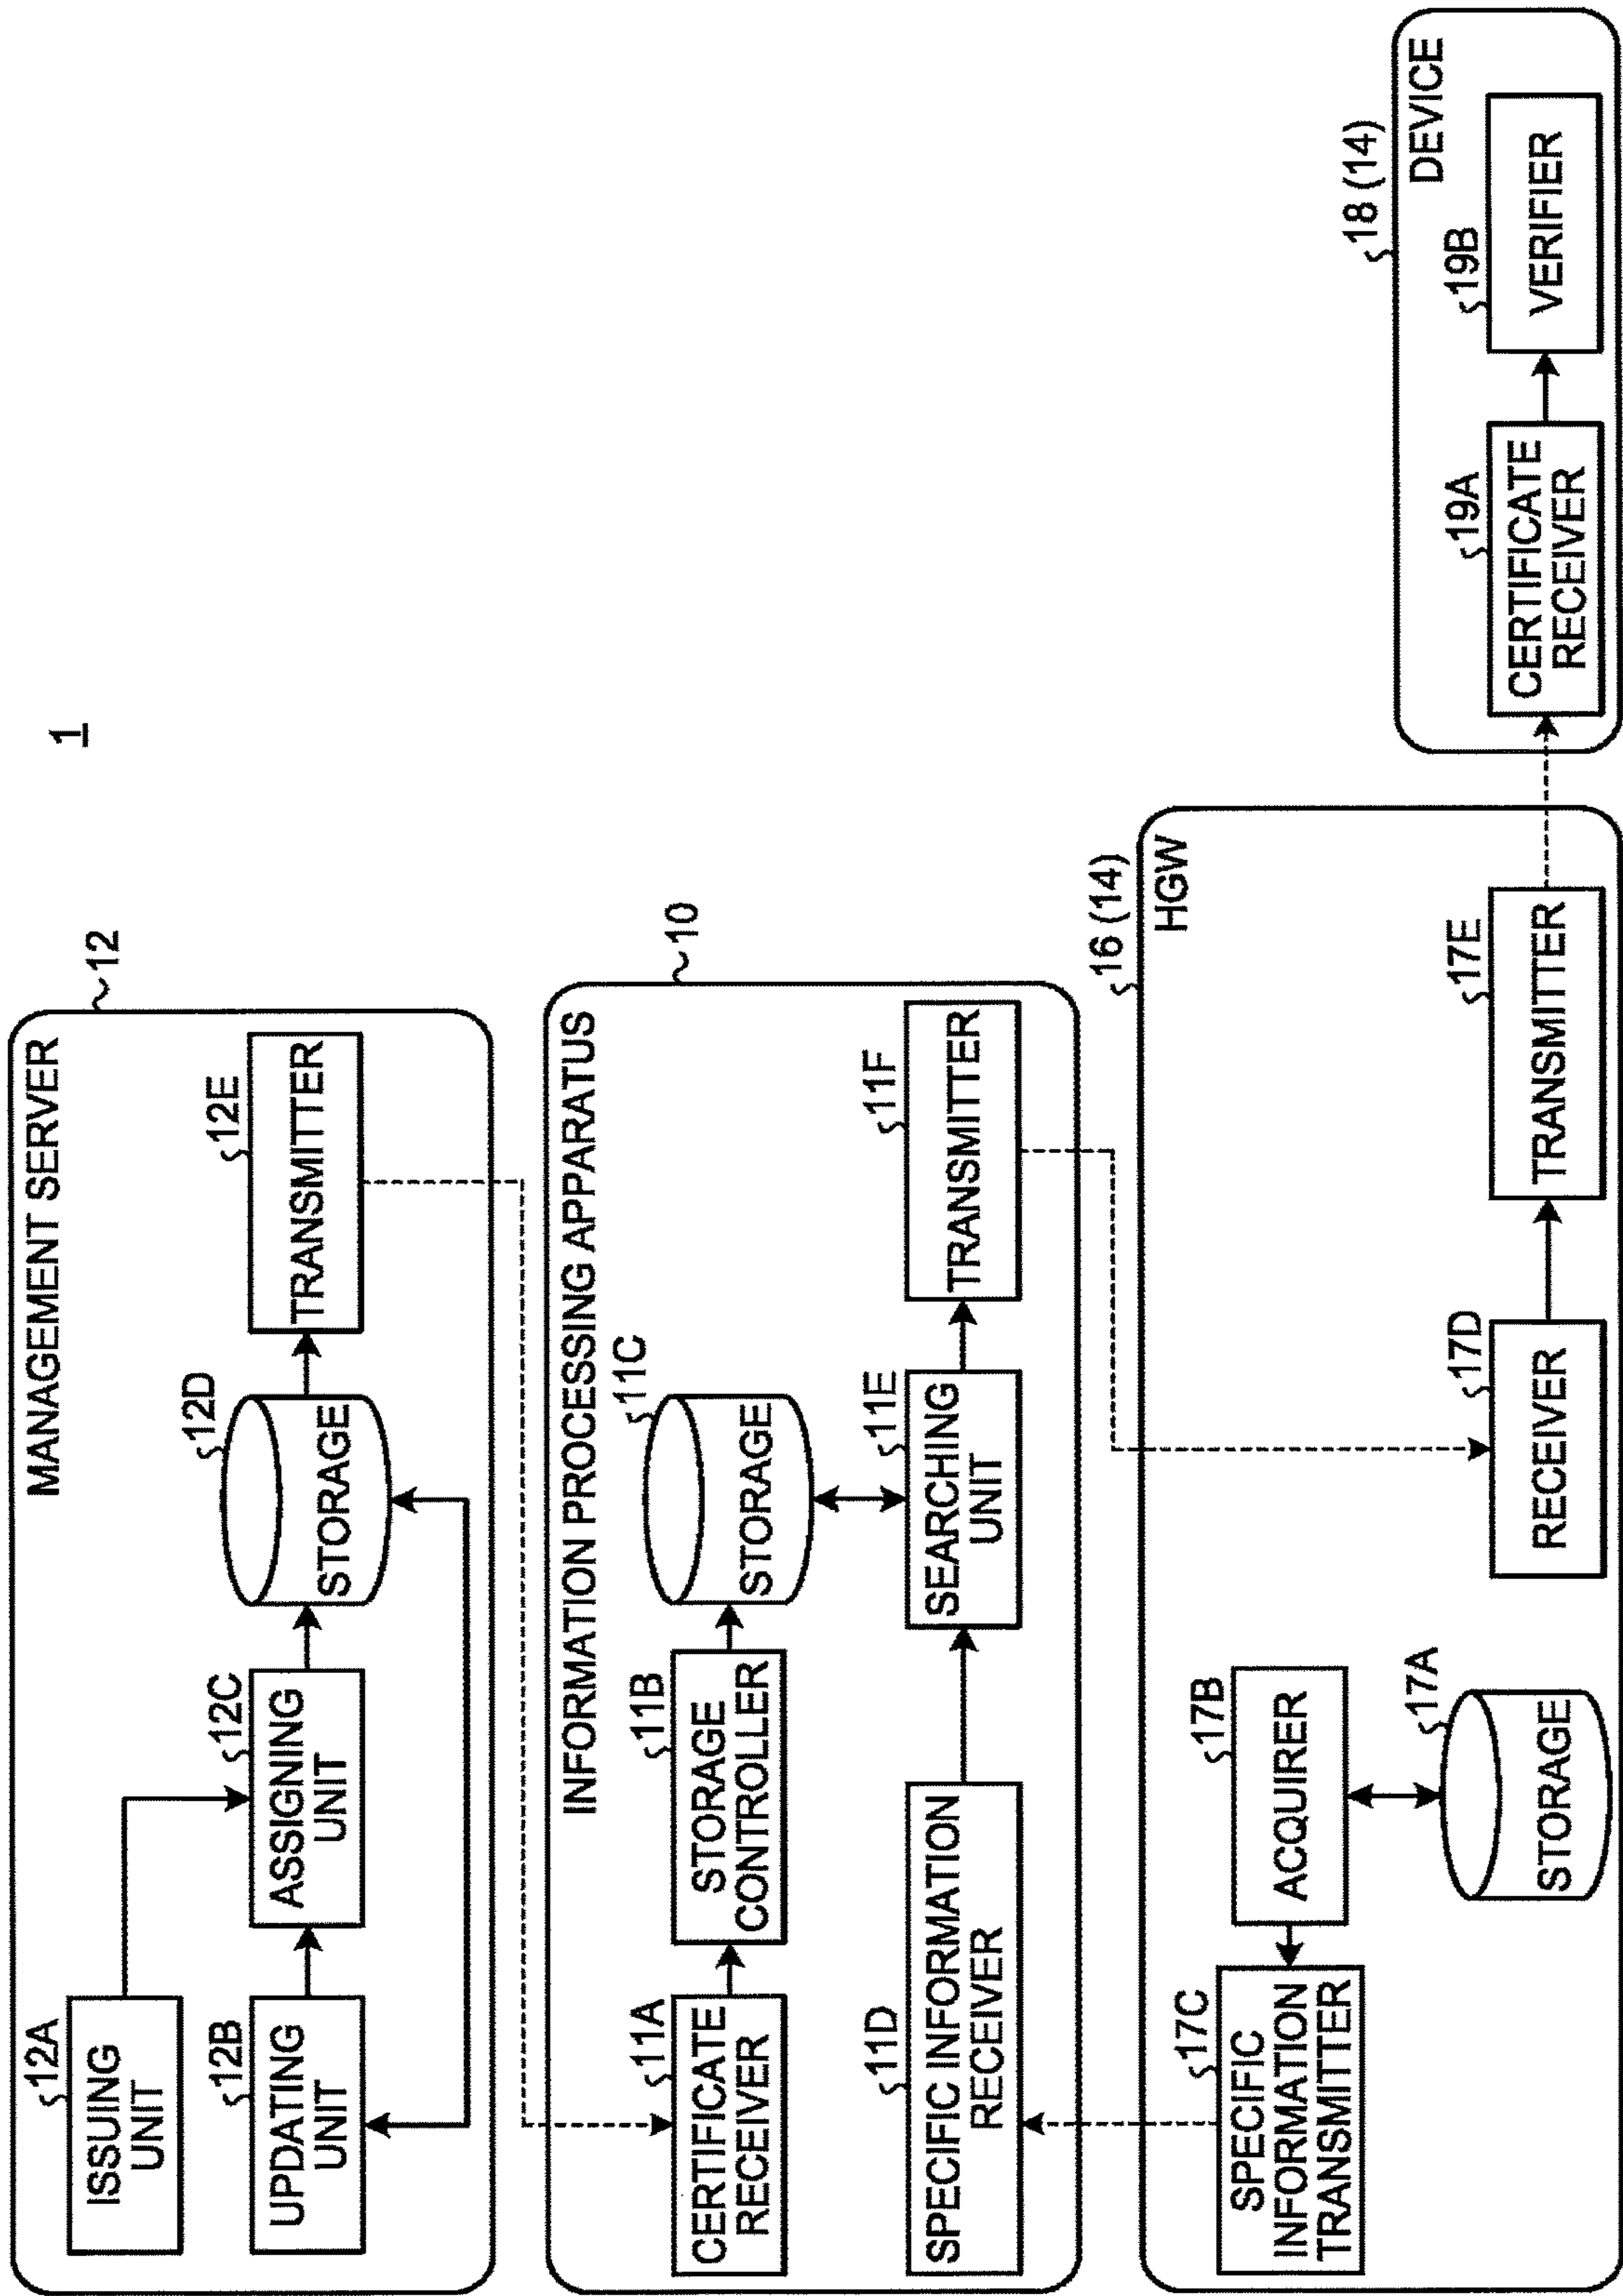 1
MANAGEMENT SERVER
12
12A
ISSUING
UNIT
12B
UPDATING
UNIT
12C
ASSIGNING
UNIT
12D
STORAGE
12E
TRANSMITTER
INFORMATION PROCESSING APPARATUS
10
11A
CERTIFICATE
RECEIVER
11B
STORAGE
CONTROLLER
11C
STORAGE
11D
SPECIFIC INFORMATION
RECEIVER
11E
SEARCHING
UNIT
11F
TRANSMITTER
16 (14)
HGW
17C
SPECIFIC
INFORMATION
TRANSMITTER
17B
ACQUIRER
17A
STORAGE
17D
RECEIVER
17E
TRANSMITTER
18 (14)
DEVICE
19A
CERTIFICATE
RECEIVER
19B
VERIFIER